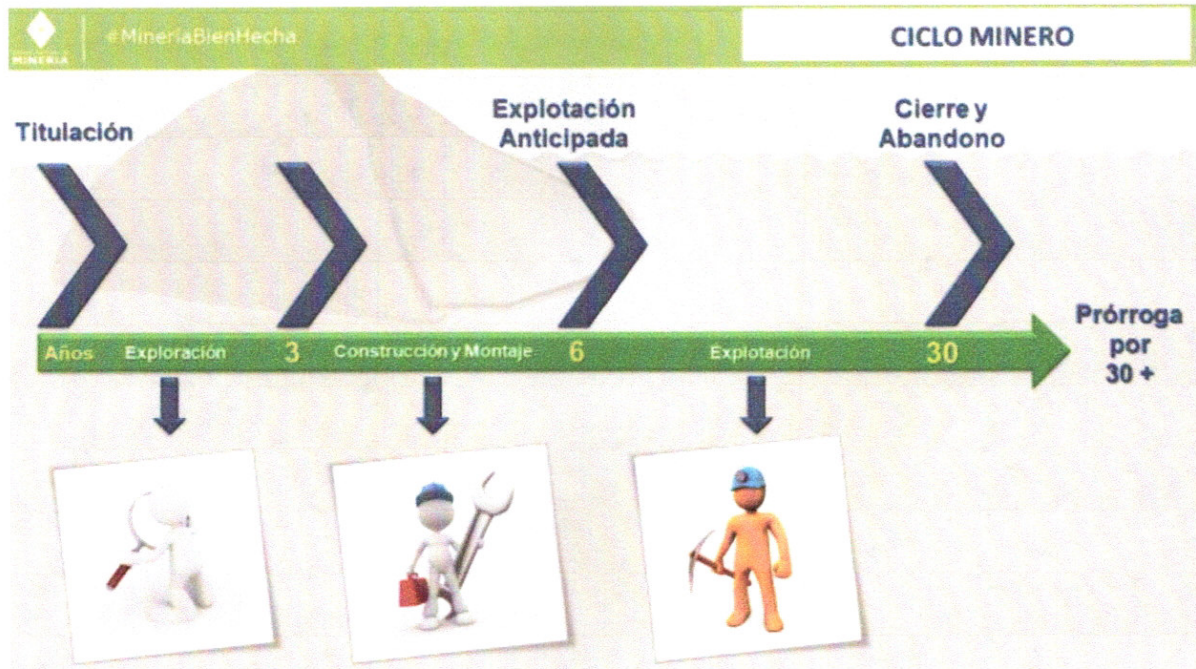 #MineríaBienHecha
CICLO MINERO
MINERÍA
Titulación
Explotación
Anticipada
Cierre y
Abandono
Años
Exploración
3
Construcción y Montaje
6
Explotación
30
Prórroga
por
30 +